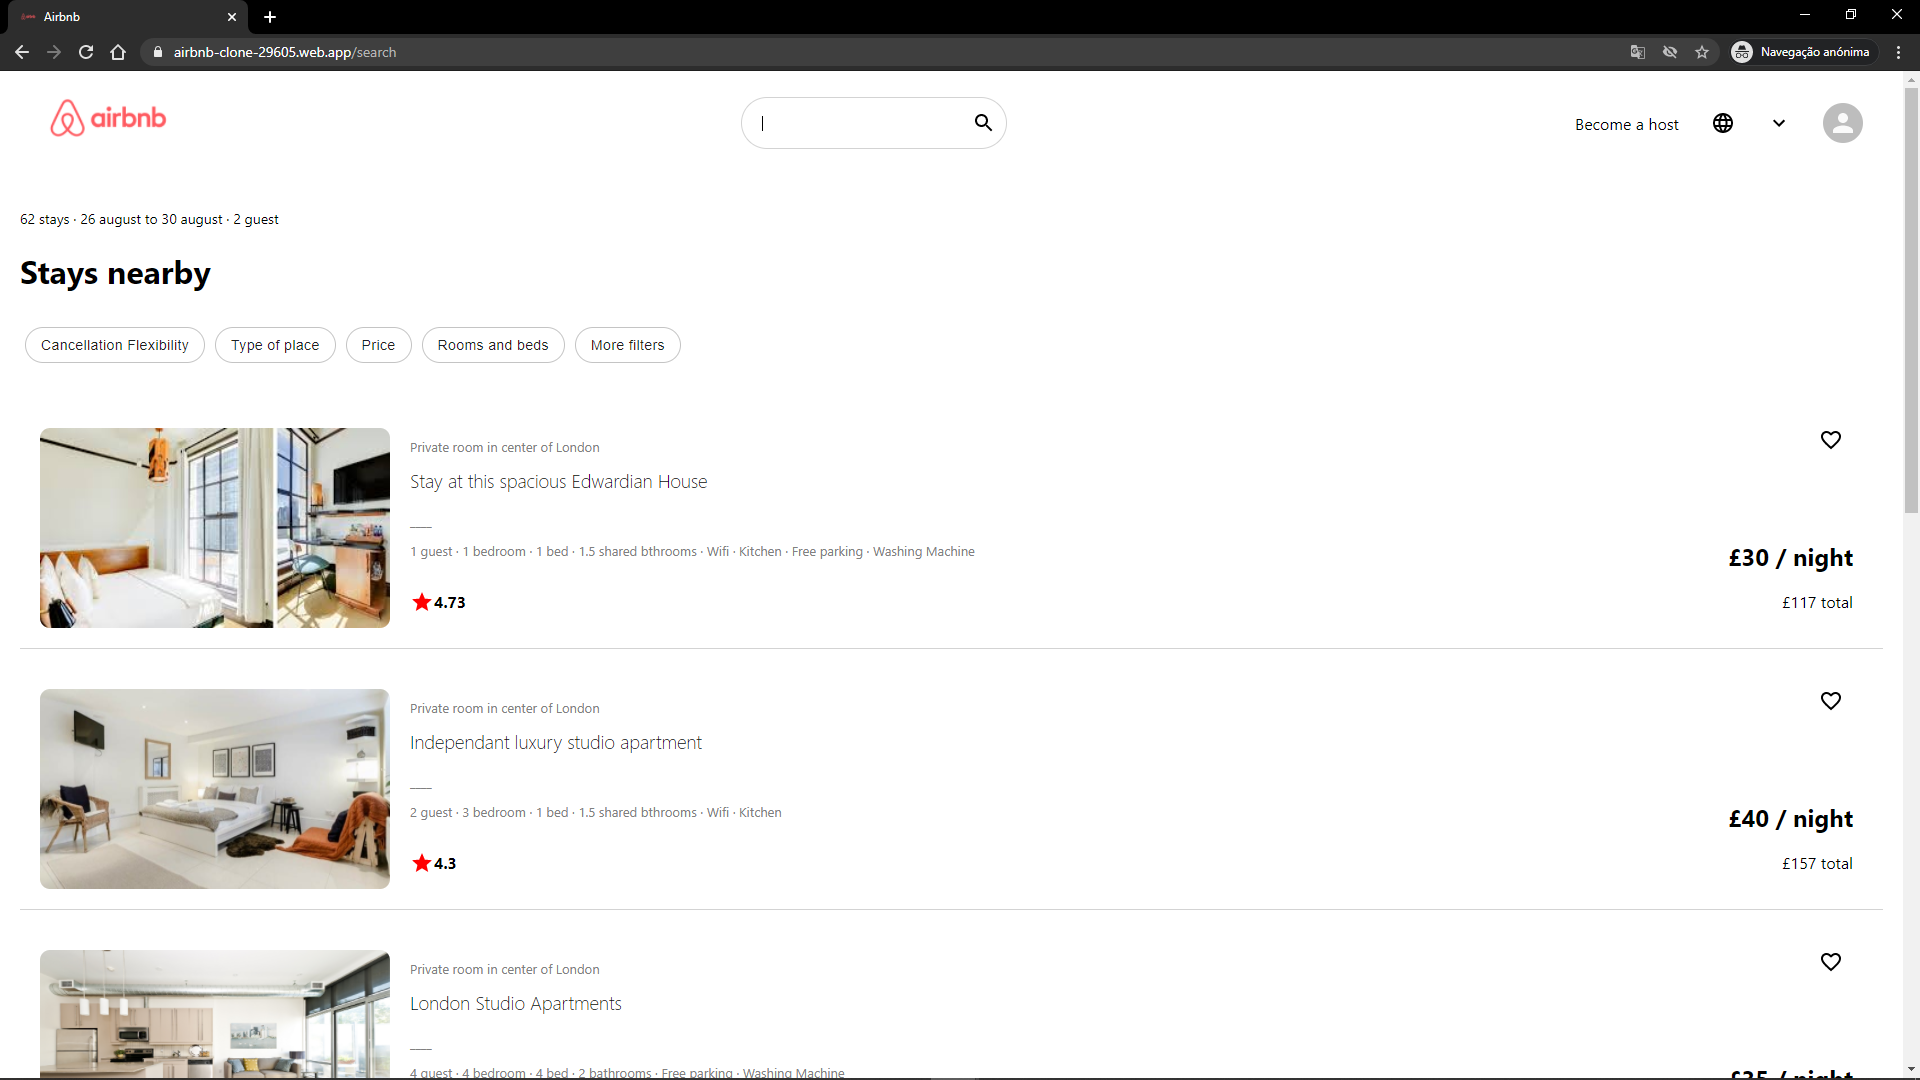 Airbnb
airbnb-clone-29605.web.app/search
Navegação anónima
airbnb
Become a host
62 stays · 26 august to 30 august · 2 guest
Stays nearby
Cancellation Flexibility
Type of place
Price
Rooms and beds
More filters
Private room in center of London
Stay at this spacious Edwardian House
1 guest · 1 bedroom · 1 bed · 1.5 shared bthrooms · Wifi · Kitchen · Free parking · Washing Machine
£30 / night
4.73
£117 total
Private room in center of London
Independant luxury studio apartment
2 guest · 3 bedroom · 1 bed · 1.5 shared bthrooms · Wifi · Kitchen
£40 / night
4.3
£157 total
Private room in center of London
London Studio Apartments
4 guest · 4 bedroom · 4 bed · 2 bathrooms · Free parking · Washing Machine
£35 / night